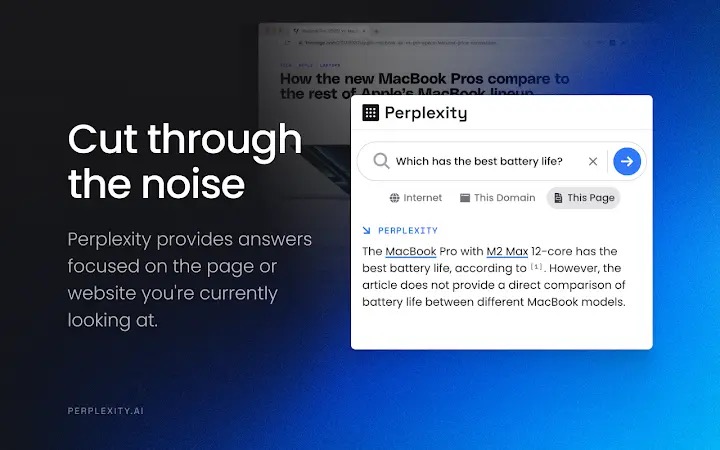 How the new MacBook Pros compare to
the rest of Apple's MacBook lineup
Cut through
the noise
Perplexity provides answers
focused on the page or
website you're currently
looking at.
PERPLEXITY.AI
Perplexity
Which has the best battery life?
Internet This Domain This Page
PERPLEXITY
The MacBook Pro with M2 Max 12-core has the
best battery life, according to [1]. However, the
article does not provide a direct comparison of
battery life between different MacBook models.